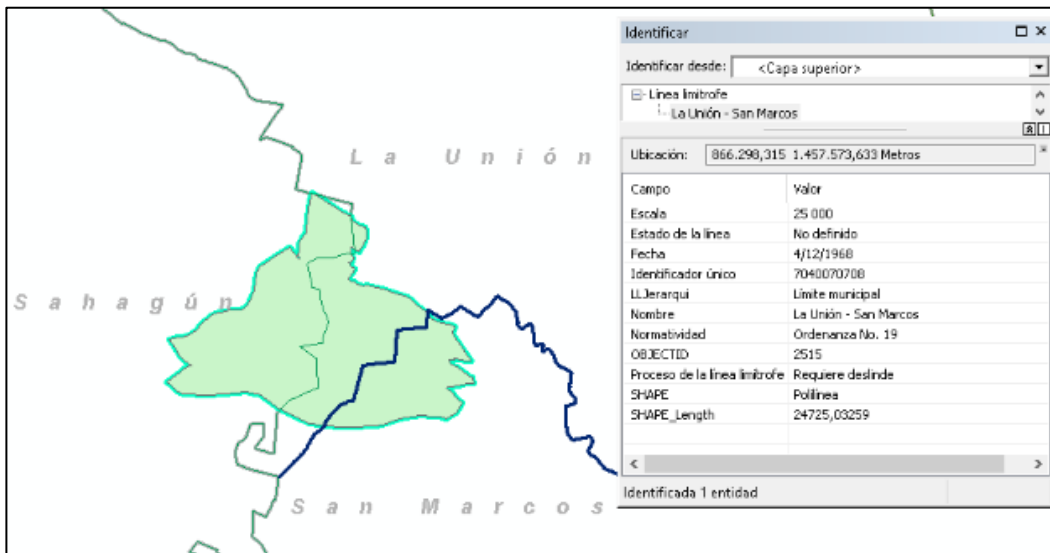 La Unión
Sahagún
San Marcos
Identificar
Identificar desde: <Capa superior>
Línea limitrofe
La Unión - San Marcos
Ubicación: 866.298,315 1.457.573,633 Metros
Campo Valor
Escala 25 000
Estado de la línea No definido
Fecha 4/12/1968
Identificador único 7040070708
LLJerarqui Límite municipal
Nombre La Unión - San Marcos
Normatividad Ordenanza No. 19
OBJECTID 2515
Proceso de la línea limítrofe Requiere deslinde
SHAPE Polilínea
SHAPE_Length 24725,03259
Identificada 1 entidad